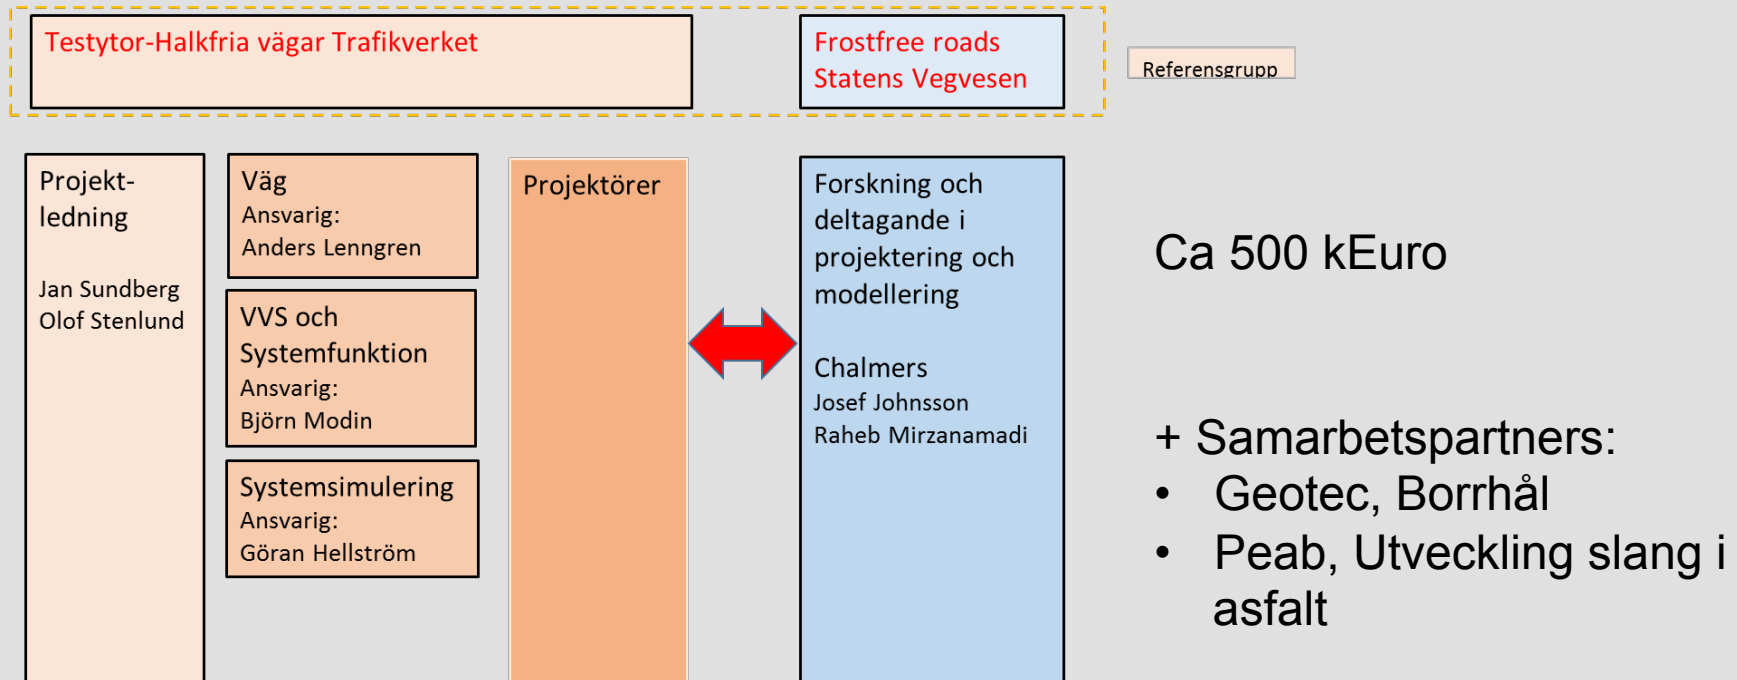 Testytor-Halkfria vägar Trafikverket
Frostfree roads
Statens Vegvesen
Referensgrupp
Projekt-
ledning
Jan Sundberg
Olof Stenlund
Väg
Ansvarig:
Anders Lenngren
VVS och
Systemfunktion
Ansvarig:
Björn Modin
Systemsimulering
Ansvarig:
Göran Hellström
Projektörer
Forskning och
deltagande i
projektering och
modellering
Chalmers
Josef Johnsson
Raheb Mirzanamadi
Ca 500 kEuro
+ Samarbetspartners:
• Geotec, Borrhål
• Peab, Utveckling slang i
asfalt